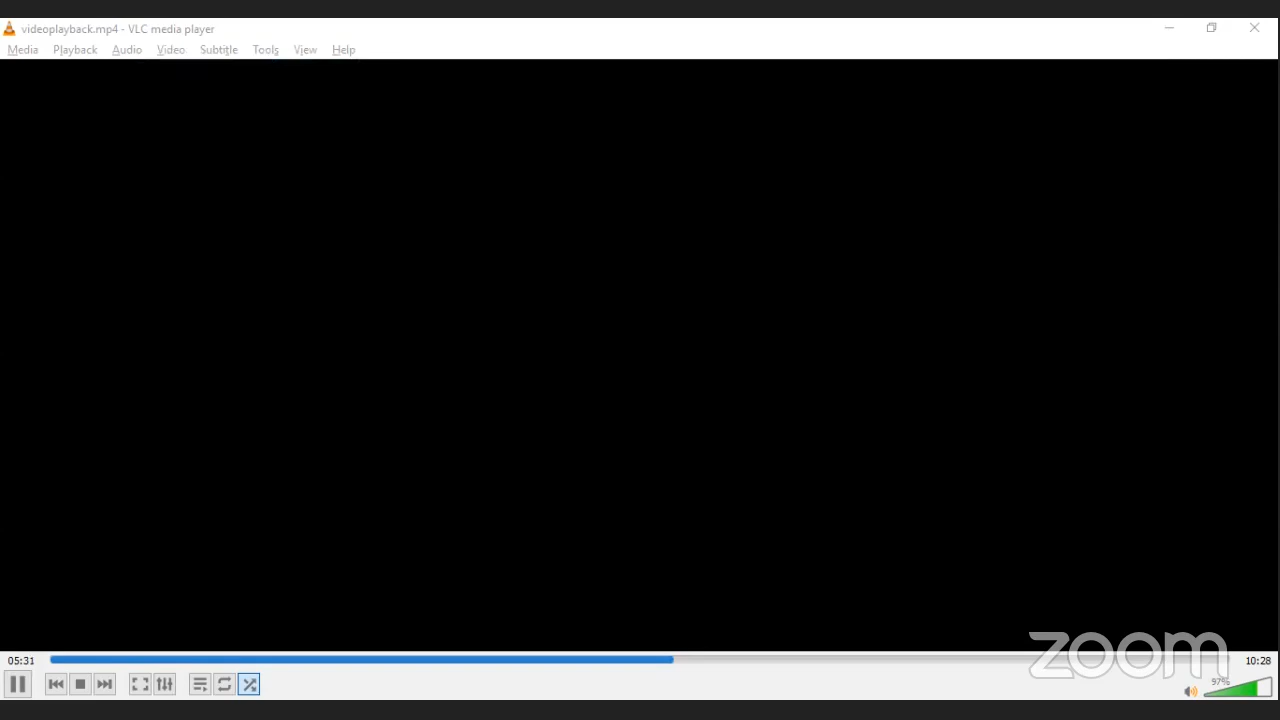 videoplayback.mp4 - VLC media player
Media Playback Audio Video Subtitle Tools View Help
05:31
10:28
zoom
97%